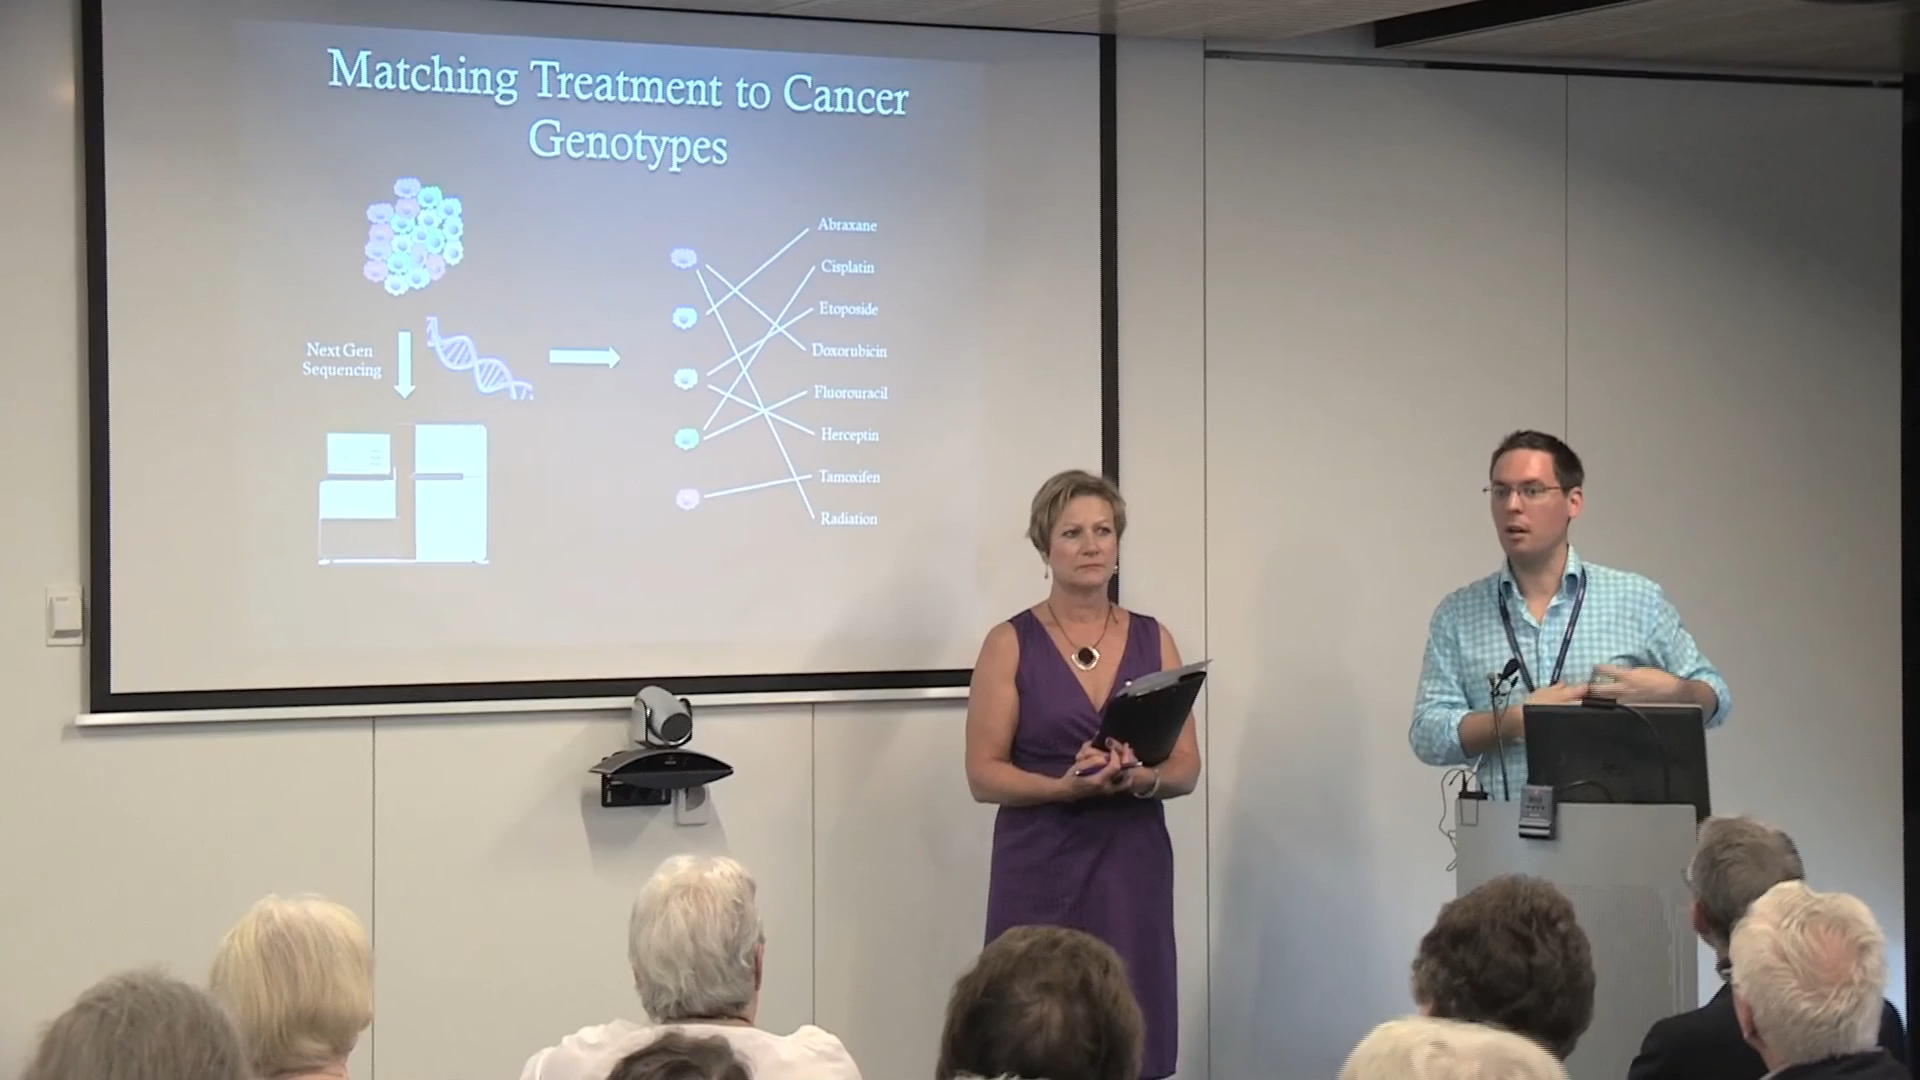 Matching Treatment to Cancer
Genotypes
Next Gen
Sequencing
Abraxane
Cisplatin
Etoposide
Doxorubicin
Fluorouracil
Herceptin
Tamoxifen
Radiation